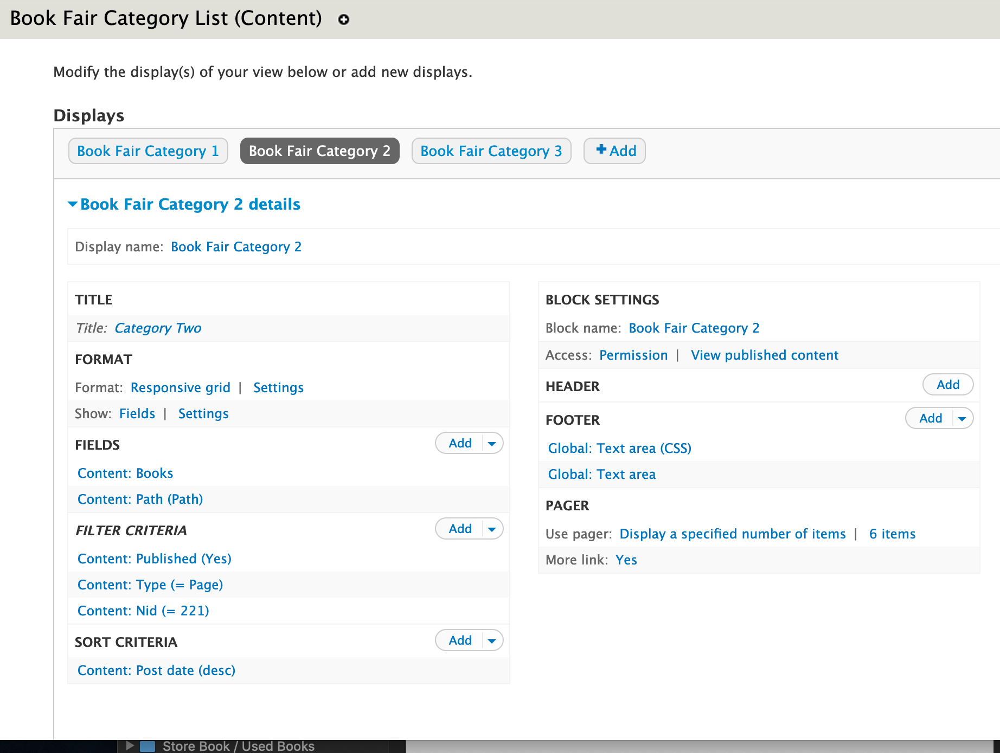 Book Fair Category List (Content)
Modify the display(s) of your view below or add new displays.
Displays
Book Fair Category 1
Book Fair Category 2
Book Fair Category 3
Add
Book Fair Category 2 details
Display name: Book Fair Category 2
TITLE
Title: Category Two
FORMAT
Format: Responsive grid | Settings
Show: Fields | Settings
FIELDS
Add
Content: Books
Content: Path (Path)
FILTER CRITERIA
Add
Content: Published (Yes)
Content: Type (= Page)
Content: Nid (= 221)
SORT CRITERIA
Add
Content: Post date (desc)
BLOCK SETTINGS
Block name: Book Fair Category 2
Access: Permission | View published content
HEADER
Add
FOOTER
Add
Global: Text area (CSS)
Global: Text area
PAGER
Use pager: Display a specified number of items | 6 items
More link: Yes
Store Book / Used Books